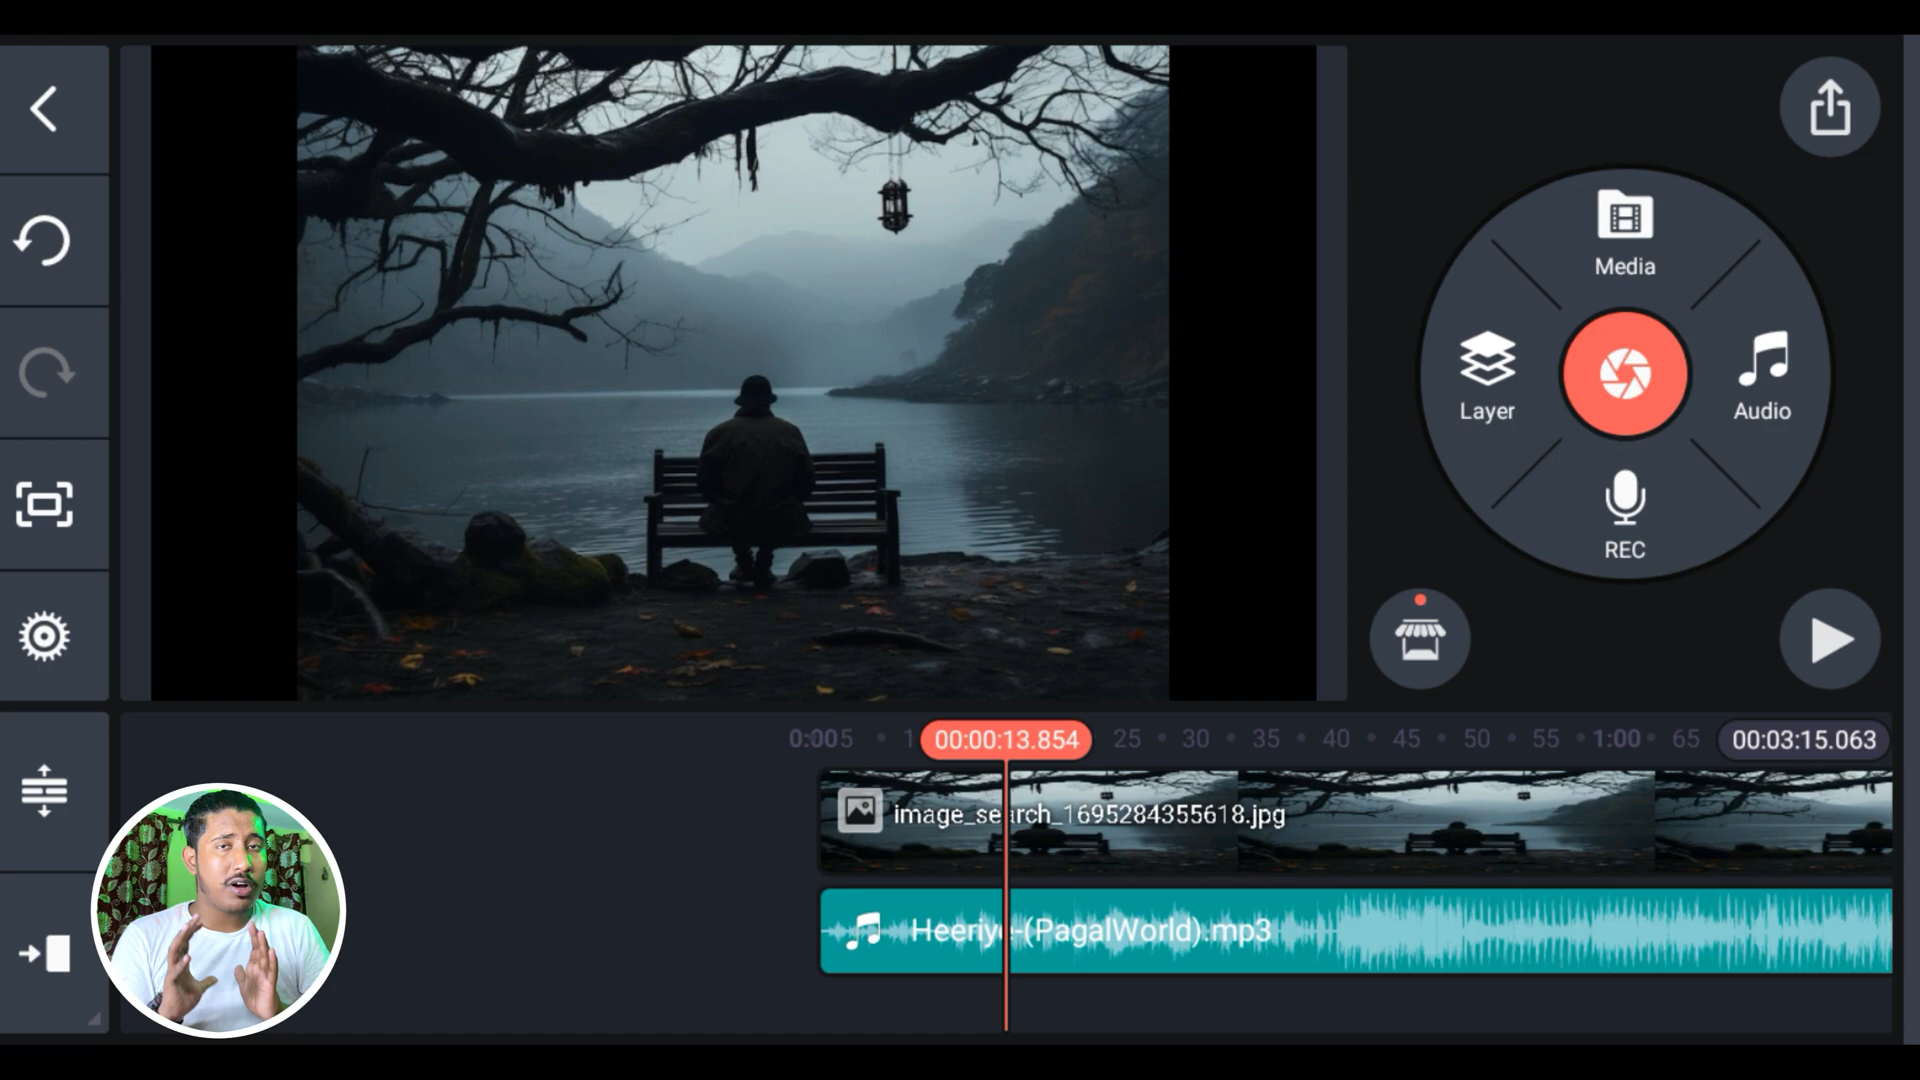 Media
Layer
Audio
REC
0:005 1 00:00:13.854 25 30 35 40 45 50 55 1:00 65 00:03:15.063
image_search_1695284355618.jpg
Heeriye-(PagalWorld).mp3